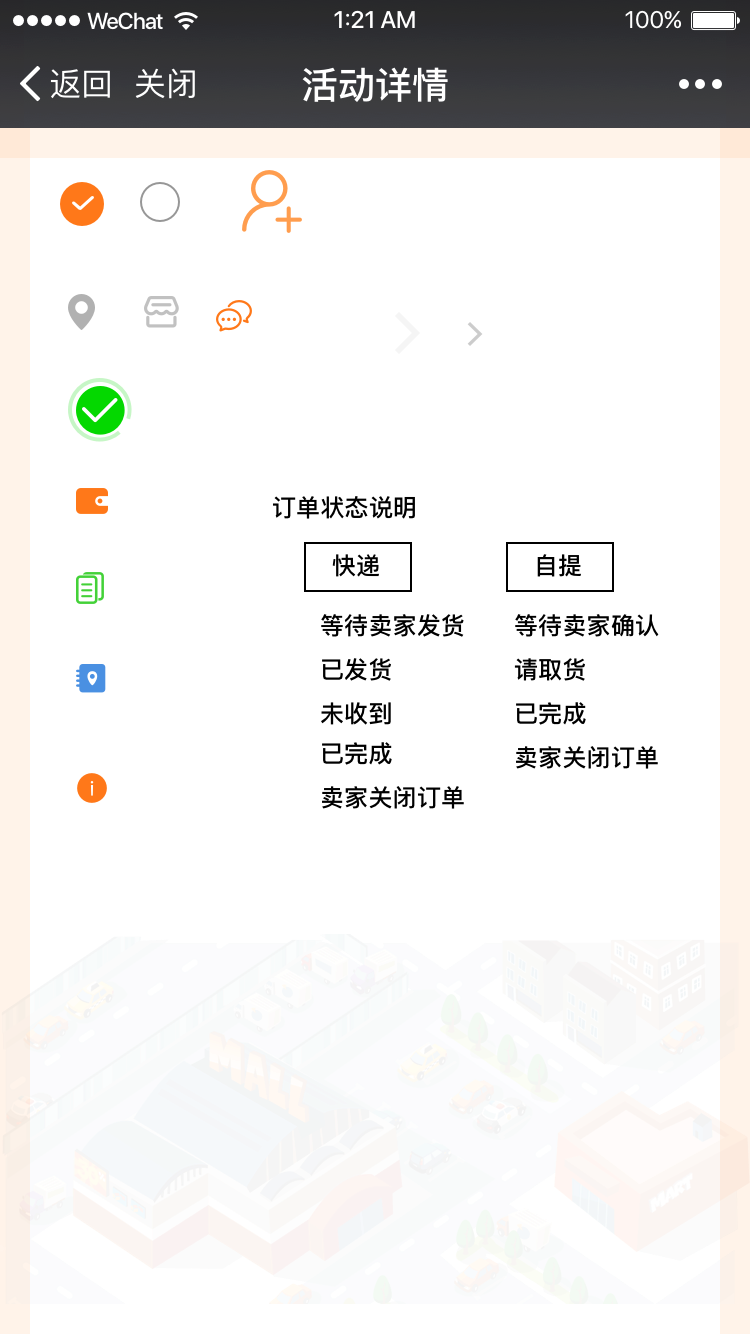 WeChat 1:21 AM 100%
返回 关闭 活动详情
订单状态说明
快递
等待卖家发货
已发货
未收到
已完成
卖家关闭订单
自提
等待卖家确认
请取货
已完成
卖家关闭订单
MALL
MART